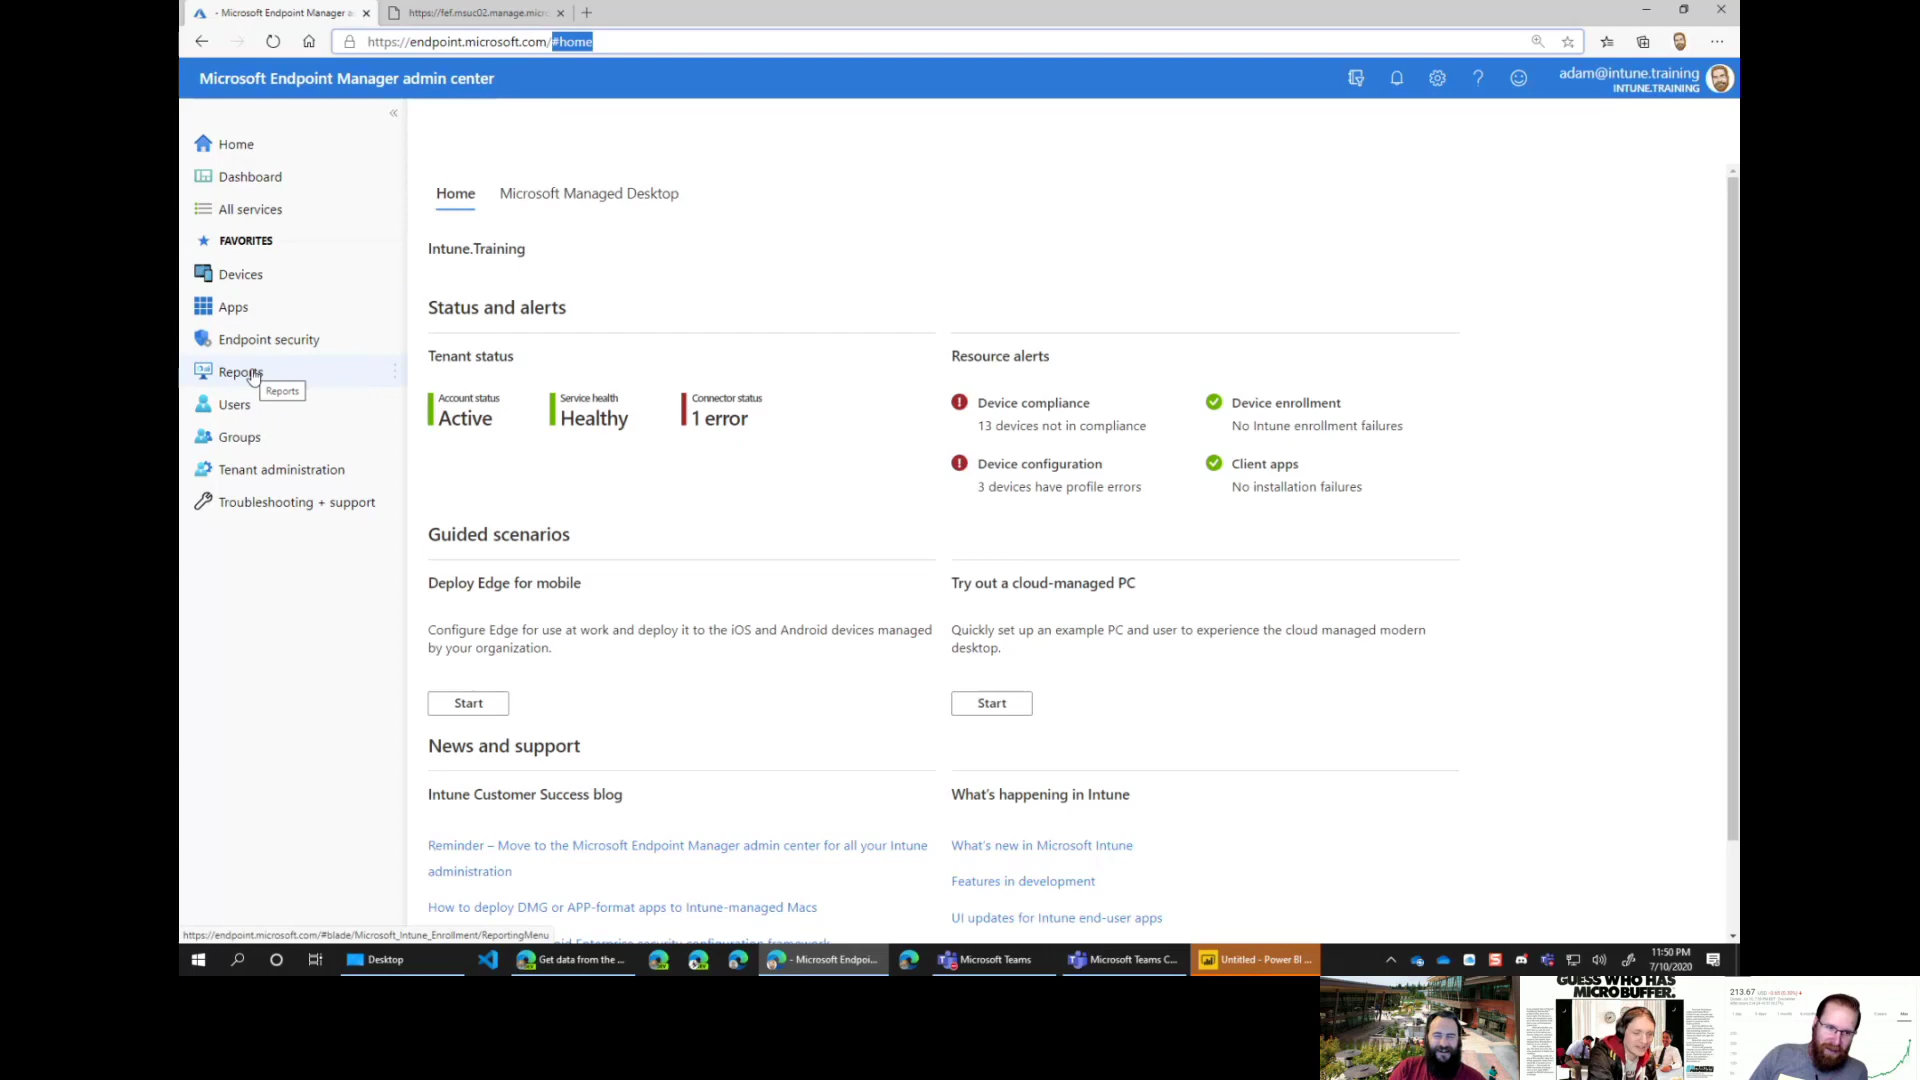 - Microsoft Endpoint Manager a
https://fef.msuc02.manage.micr
https://endpoint.microsoft.com/#home
Microsoft Endpoint Manager admin center
adam@intune.training
INTUNE.TRAINING
Home
Dashboard
All services
FAVORITES
Devices
Apps
Endpoint security
Reports
Reports
Users
Groups
Tenant administration
Troubleshooting + support
Home
Microsoft Managed Desktop
Intune.Training
Status and alerts
Tenant status
Account status
Active
Service health
Healthy
Connector status
1 error
Resource alerts
Device compliance
13 devices not in compliance
Device enrollment
No Intune enrollment failures
Device configuration
3 devices have profile errors
Client apps
No installation failures
Guided scenarios
Deploy Edge for mobile
Configure Edge for use at work and deploy it to the iOS and Android devices managed
by your organization.
Start
Try out a cloud-managed PC
Quickly set up an example PC and user to experience the cloud managed modern
desktop.
Start
News and support
Intune Customer Success blog
Reminder – Move to the Microsoft Endpoint Manager admin center for all your Intune
administration
How to deploy DMG or APP-format apps to Intune-managed Macs
What's happening in Intune
What's new in Microsoft Intune
Features in development
UI updates for Intune end-user apps
https://endpoint.microsoft.com/#blade/Microsoft_Intune_Enrollment/ReportingMenu
Desktop
Get data from the ...
- Microsoft Endpoi...
Microsoft Teams
Microsoft Teams C...
Untitled - Power BI ...
11:50 PM
7/10/2020
GUESS WHO HAS
MICROBUFFER.
213.67